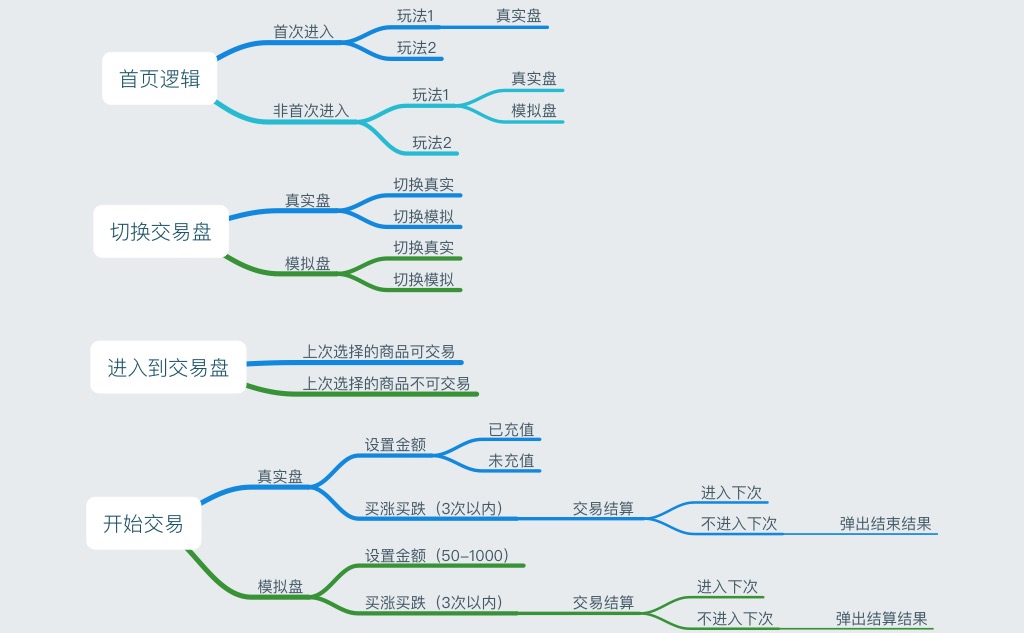 首页逻辑
首次进入
玩法1
真实盘
玩法2
非首次进入
玩法1
真实盘
模拟盘
玩法2
切换交易盘
真实盘
切换真实
切换模拟
模拟盘
切换真实
切换模拟
进入到交易盘
上次选择的商品可交易
上次选择的商品不可交易
开始交易
真实盘
设置金额
已充值
未充值
买涨买跌（3次以内）
交易结算
进入下次
不进入下次
弹出结束结果
模拟盘
设置金额（50-1000）
买涨买跌（3次以内）
交易结算
进入下次
不进入下次
弹出结算结果